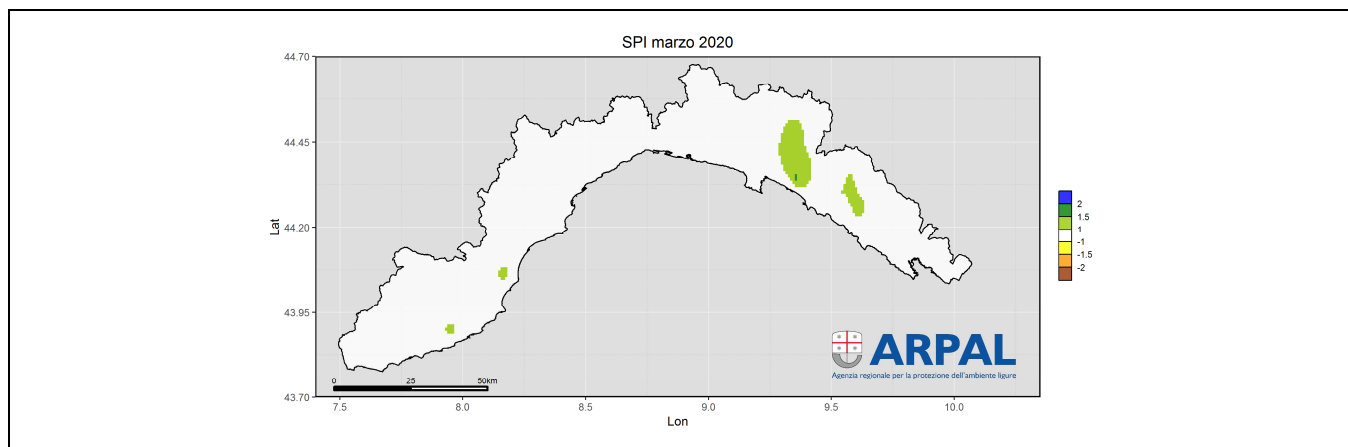 SPI marzo 2020
44.70
44.45
44.20
43.95
43.70
Lat
2
1.5
1
-1
-1.5
-2
ARPAL
Agenzia regionale per la protezione dell'ambiente ligure
0 25 50km
7.5 8.0 8.5 9.0 9.5 10.0
Lon